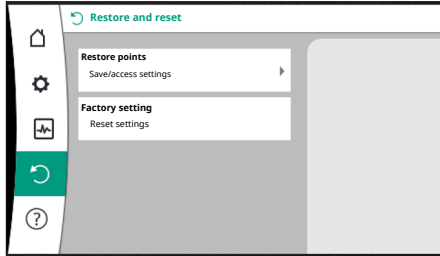 Restore and reset
Restore points
Save/access settings
Factory setting
Reset settings
?